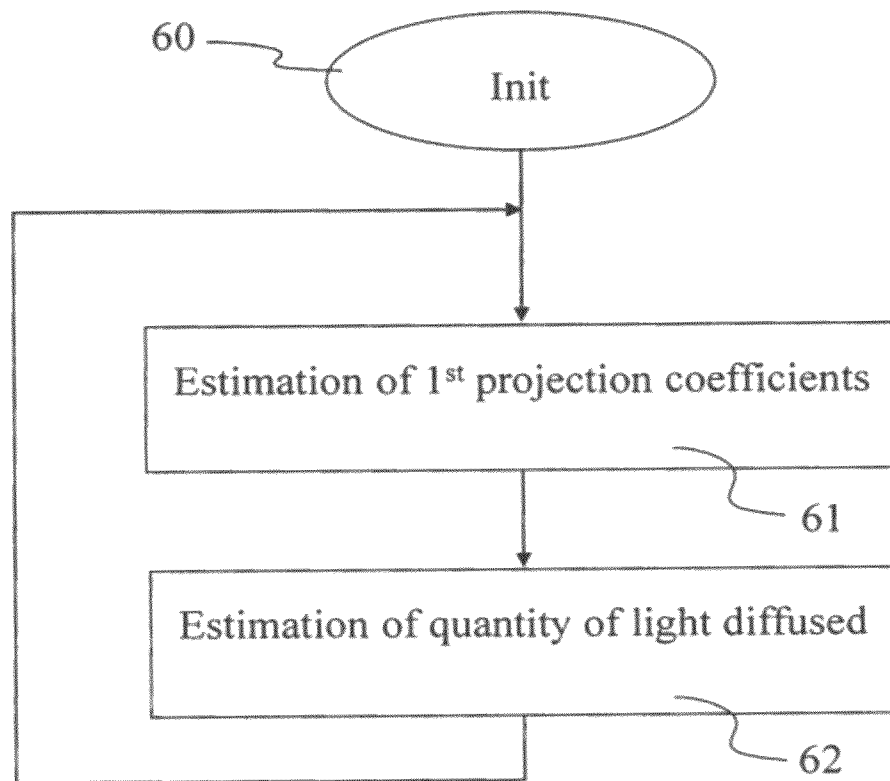 60
Init
Estimation of 1st projection coefficients
61
Estimation of quantity of light diffused
62